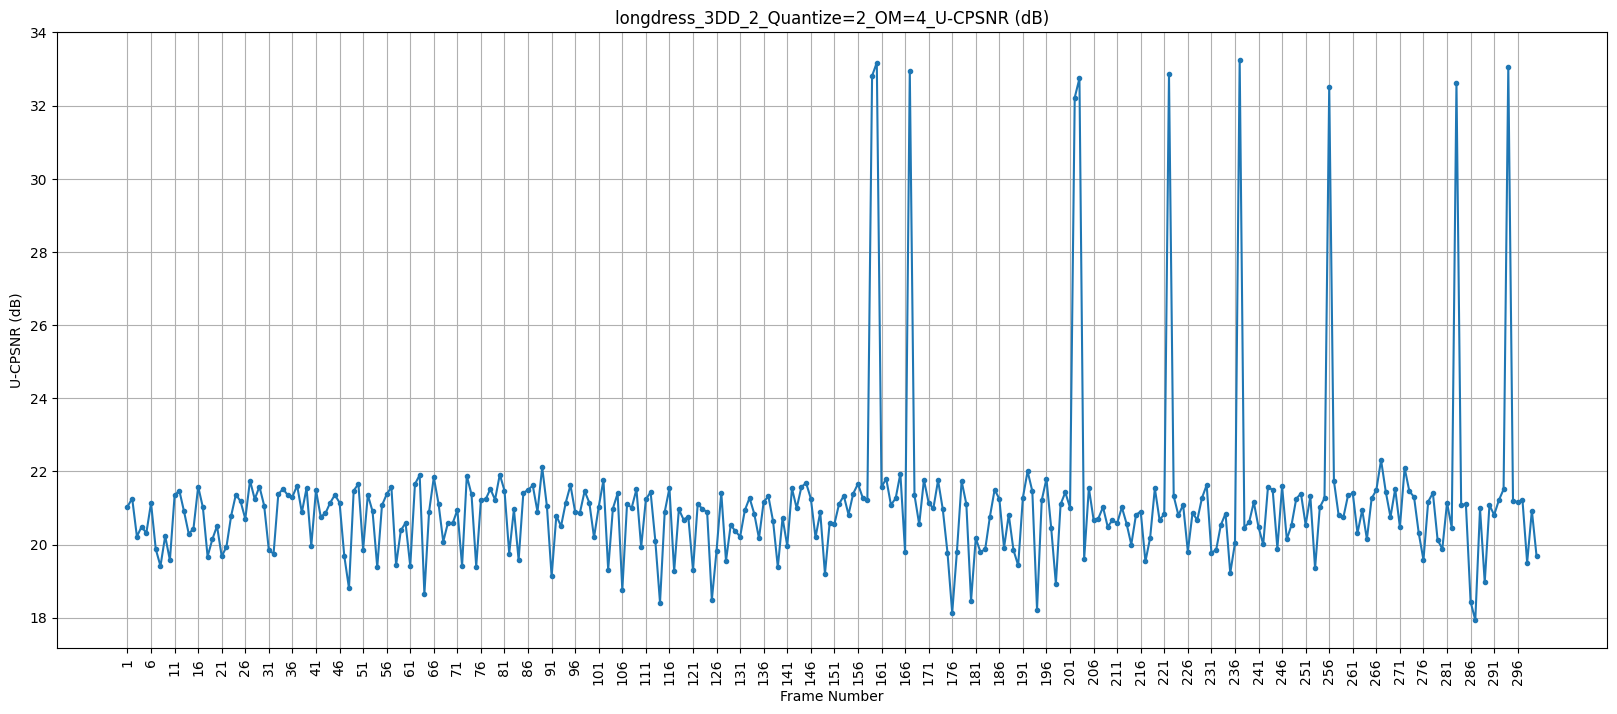 longdress_3DD_2_Quantize=2_OM=4_U-CPSNR (dB)
34
32
30
28
26
24
22
20
18
U-CPSNR (dB)
1 6 11 16 21 26 31 36 41 46 51 56 61 66 71 76 81 86 91 96 101 106 111 116 121 126 131 136 141 146 151 156 161 166 171 176 181 186 191 196 201 206 211 216 221 226 231 236 241 246 251 256 261 266 271 276 281 286 291 296
Frame Number